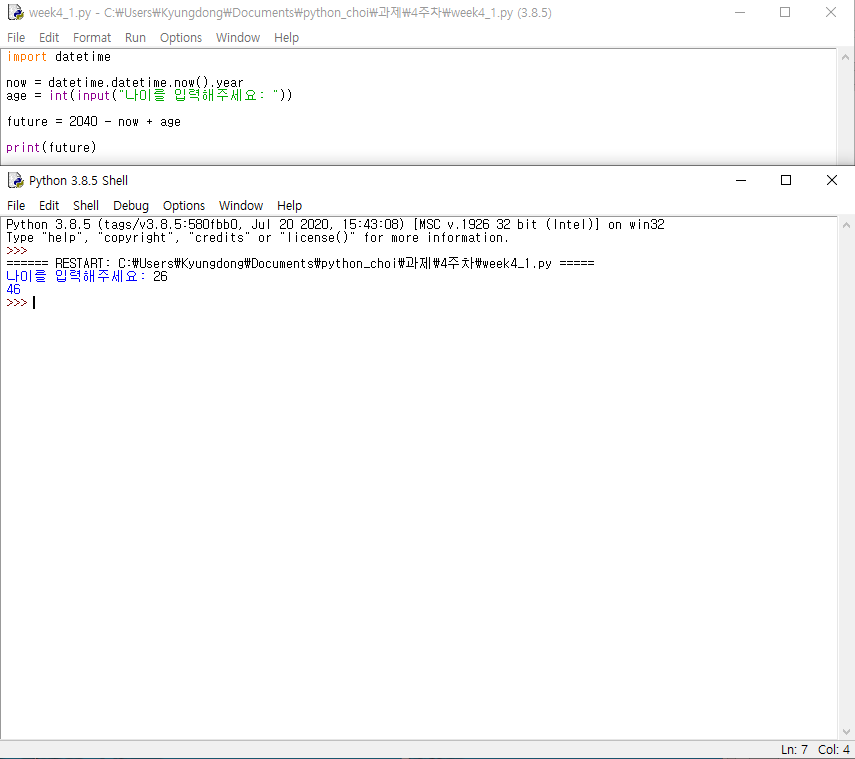 week4_1.py - C:₩Users₩Kyungdong₩Documents₩python_choi₩과제₩4주차₩week4_1.py (3.8.5)
File Edit Format Run Options Window Help
import datetime
now = datetime.datetime.now().year
age = int(input("나이를 입력해주세요: "))
future = 2040 - now + age
print(future)
Python 3.8.5 Shell
File Edit Shell Debug Options Window Help
Python 3.8.5 (tags/v3.8.5:580fbb0, Jul 20 2020, 15:43:08) [MSC v.1926 32 bit (Intel)] on win32
Type "help", "copyright", "credits" or "license()" for more information.
>>>
====== RESTART: C:₩Users₩Kyungdong₩Documents₩python_choi₩과제₩4주차₩week4_1.py =====
나이를 입력해주세요: 26
46
>>>
Ln: 7 Col: 4